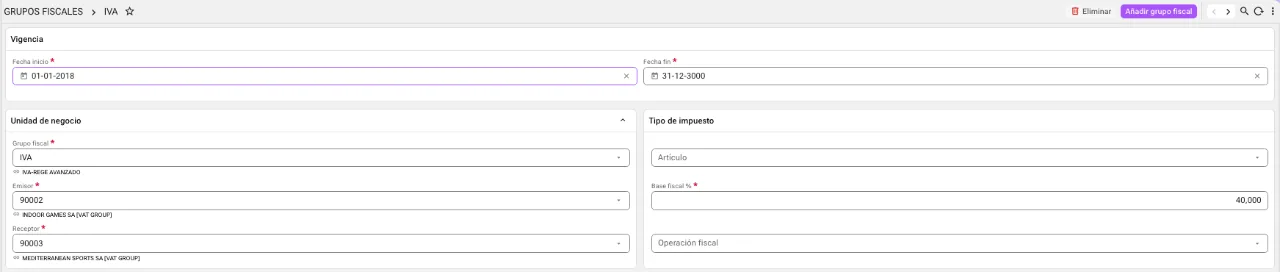 GRUPOS FISCALES > IVA
Eliminar
Añadir grupo fiscal
Vigencia
Fecha inicio *
01-01-2018
Fecha fin *
31-12-3000
Unidad de negocio
Grupo fiscal *
IVA
IVA-REGE AVANZADO
Emisor *
90002
INDOOR GAMES SA [VAT GROUP]
Receptor *
90003
MEDITERRANEAN SPORTS SA [VAT GROUP]
Tipo de impuesto
Artículo
Base fiscal % *
40,000
Operación fiscal